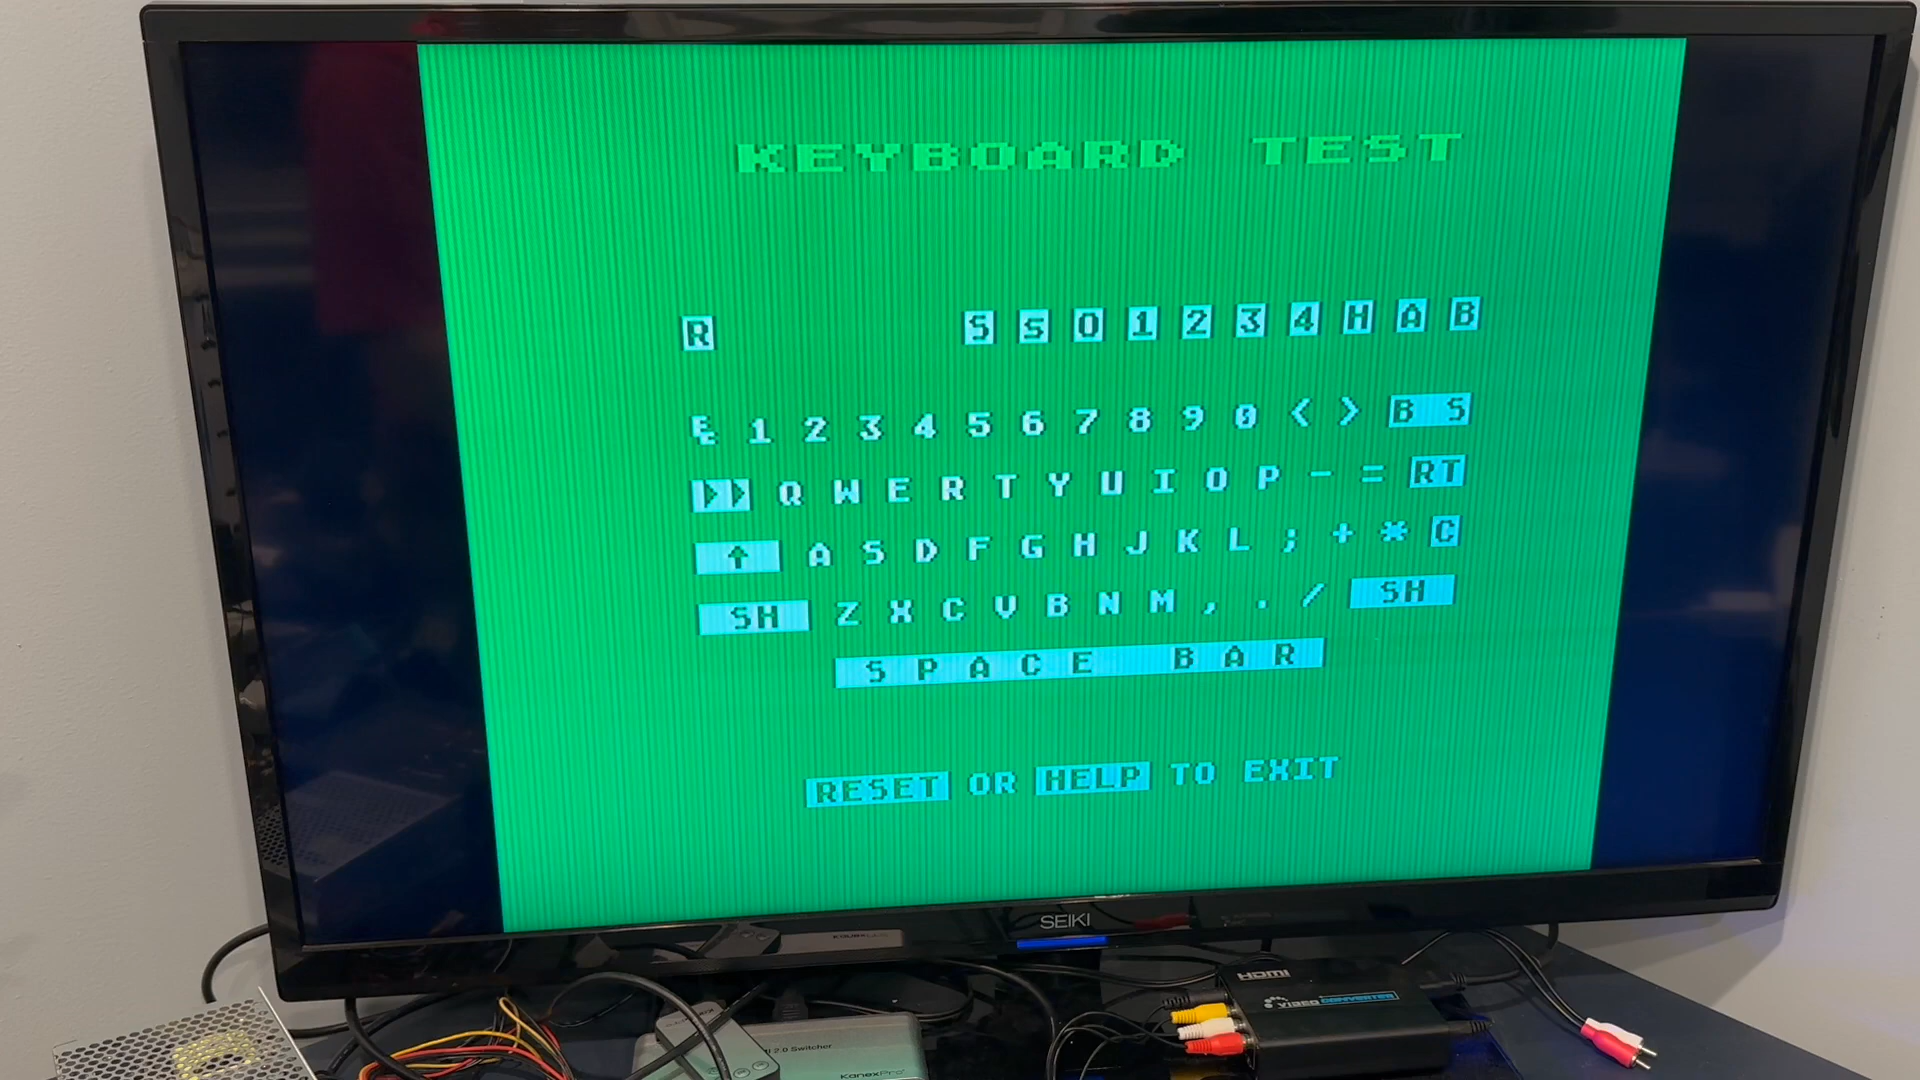 KEYBOARD TEST
R S s 0 1 2 3 4 H A B
Ec 1 2 3 4 5 6 7 8 9 0 < > B S
Q W E R T Y U I O P - = RT
↑ A S D F G H J K L ; + * C
SH Z X C V B N M , . / SH
SPACE BAR
RESET OR HELP TO EXIT
SEIKI
HDMI
VIDEO CONVERTER
2.0 Switcher
KanexPro